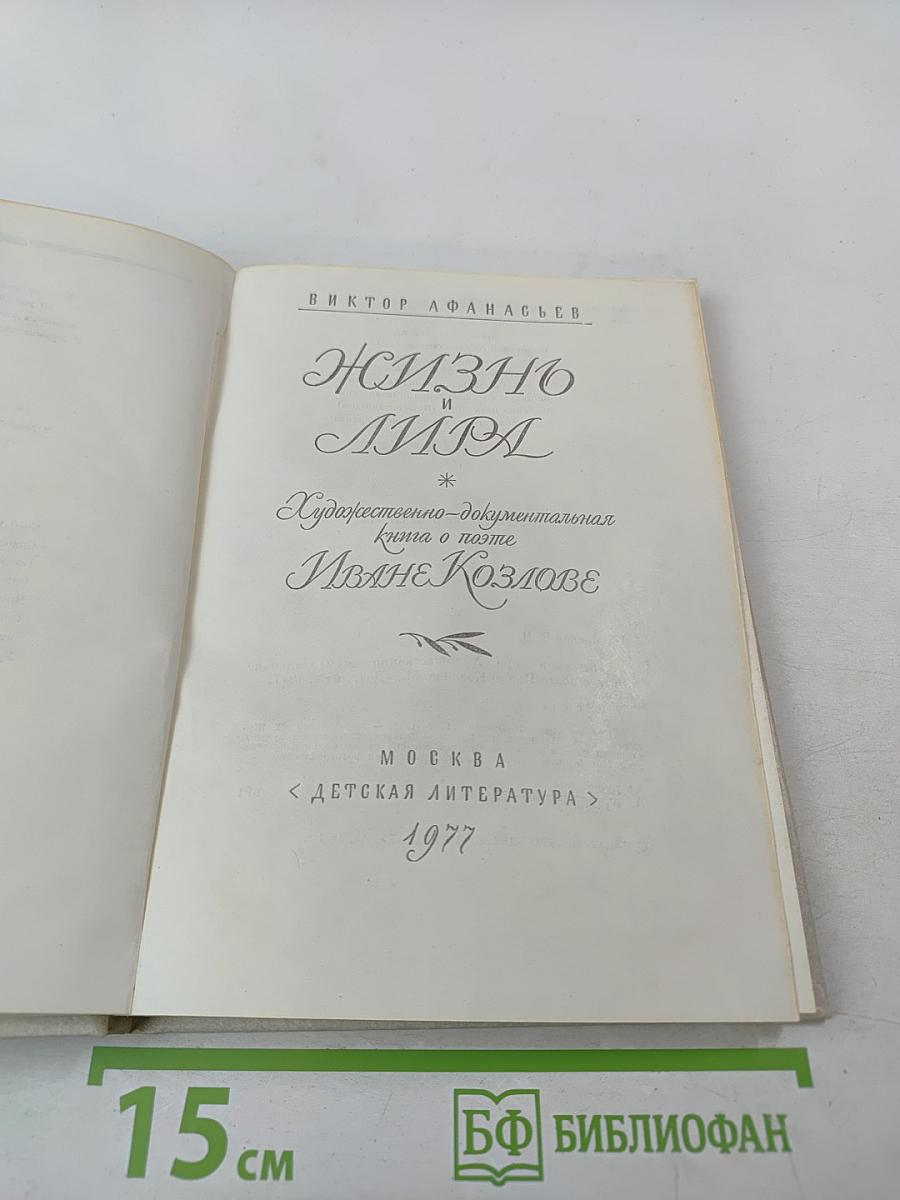 ВИКТОР АФАНАСЬЕВ
ЖИЗНЬ
И
ЛИРА
*
Художественно-документальная
книга о поэте
ИВАНЕ КОЗЛОВЕ
МОСКВА
<ДЕТСКАЯ ЛИТЕРАТУРА>
1977
15 см
БФ БИБЛИОФАН